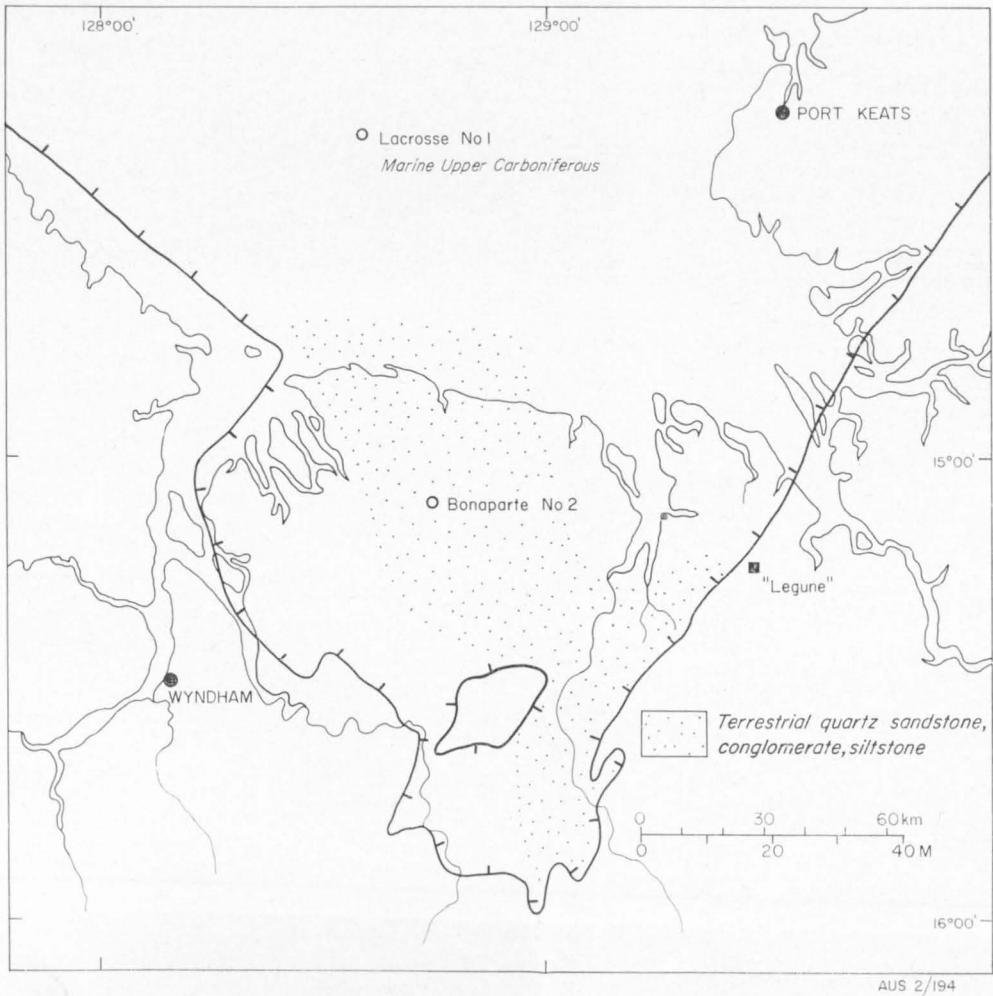 128°00'
129°00'
PORT KEATS
Lacrosse No 1
Marine Upper Carboniferous
15°00'
Bonaparte No 2
"Legune"
WYNDHAM
Terrestrial quartz sandstone,
conglomerate, siltstone
0 30 60 km
0 20 40 M
16°00'
AUS 2/194